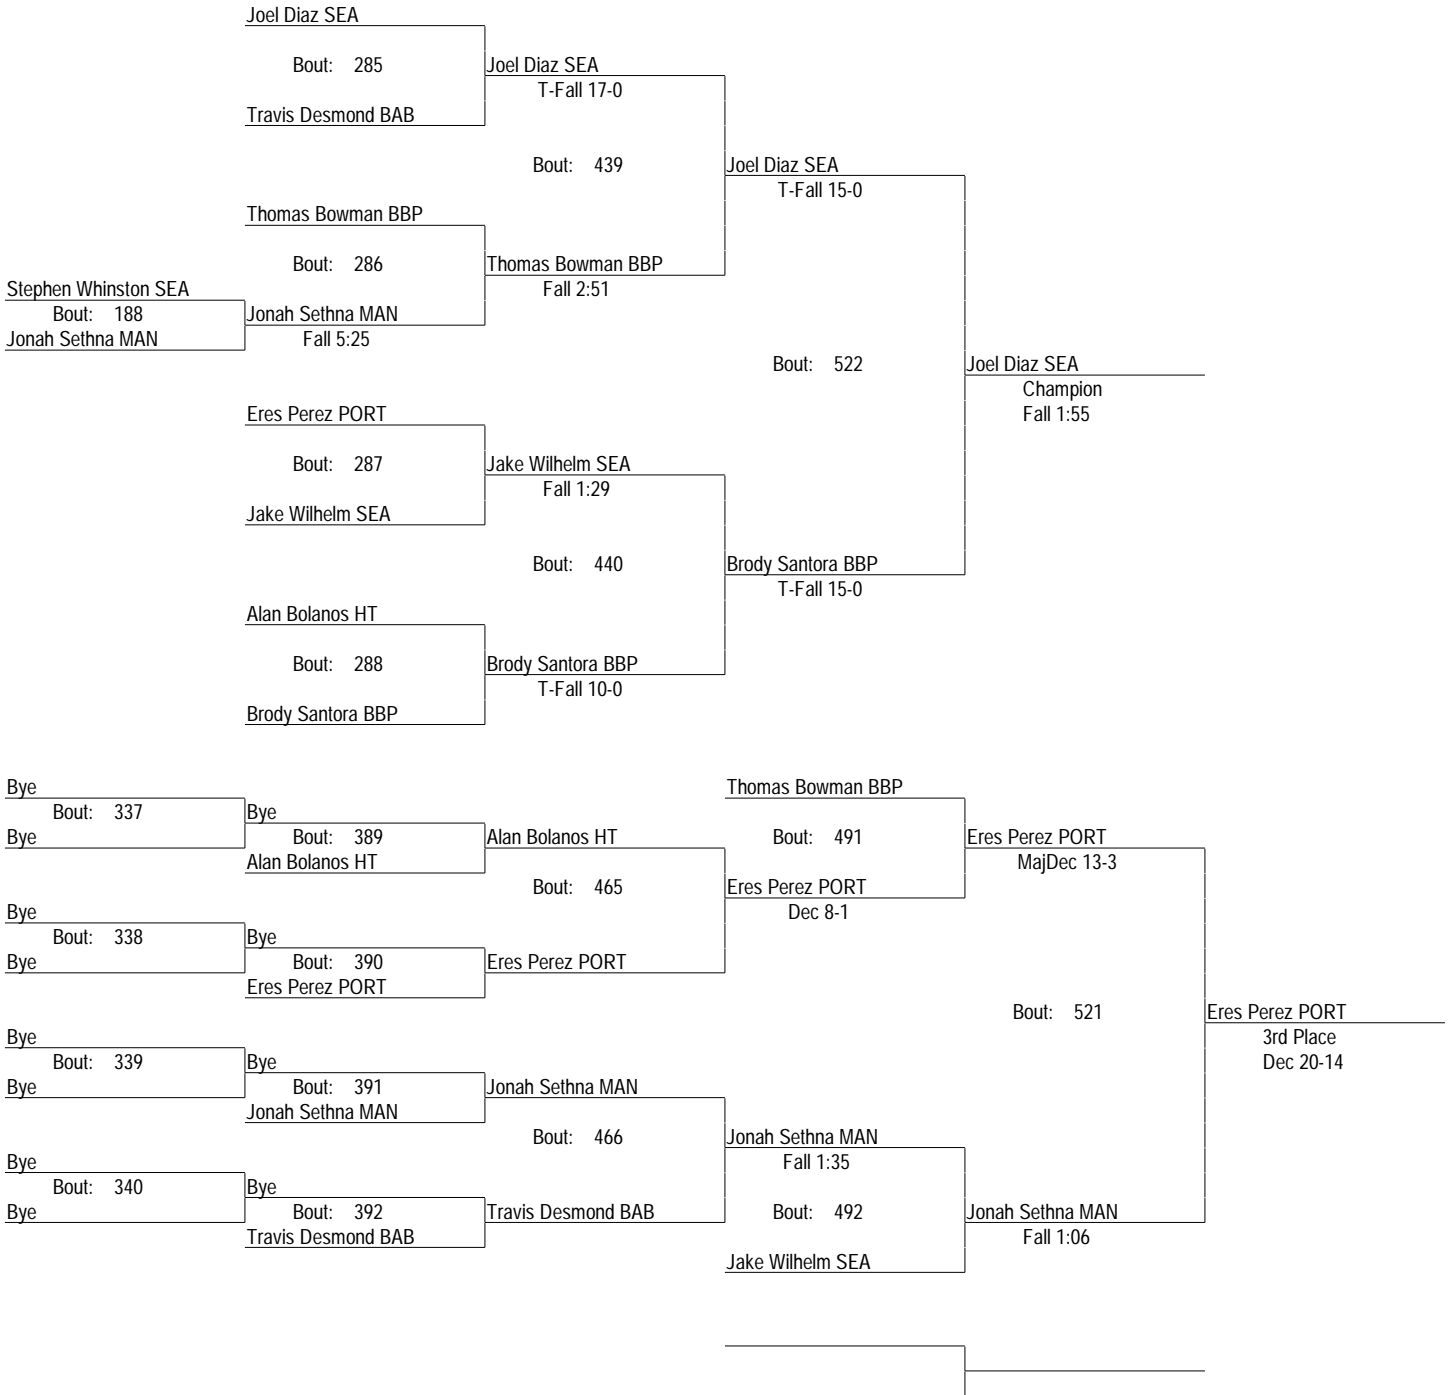 Joel Diaz SEA
Bout: 285
Joel Diaz SEA
T-Fall 17-0
Travis Desmond BAB
Bout: 439
Joel Diaz SEA
T-Fall 15-0
Thomas Bowman BBP
Bout: 286
Thomas Bowman BBP
Fall 2:51
Stephen Whinston SEA
Bout: 188
Jonah Sethna MAN
Jonah Sethna MAN
Fall 5:25
Bout: 522
Joel Diaz SEA
Champion
Fall 1:55
Eres Perez PORT
Bout: 287
Jake Wilhelm SEA
Fall 1:29
Jake Wilhelm SEA
Bout: 440
Brody Santora BBP
T-Fall 15-0
Alan Bolanos HT
Bout: 288
Brody Santora BBP
T-Fall 10-0
Brody Santora BBP
Bye
Bout: 337
Bye
Bye
Bout: 389
Alan Bolanos HT
Alan Bolanos HT
Thomas Bowman BBP
Bout: 491
Eres Perez PORT
MajDec 13-3
Bout: 465
Eres Perez PORT
Dec 8-1
Bye
Bout: 338
Bye
Bye
Bout: 390
Eres Perez PORT
Eres Perez PORT
Bout: 521
Eres Perez PORT
3rd Place
Dec 20-14
Bye
Bout: 339
Bye
Bye
Bout: 391
Jonah Sethna MAN
Jonah Sethna MAN
Bout: 466
Jonah Sethna MAN
Fall 1:35
Bye
Bout: 340
Bye
Bye
Bout: 392
Travis Desmond BAB
Travis Desmond BAB
Bout: 492
Jonah Sethna MAN
Fall 1:06
Jake Wilhelm SEA